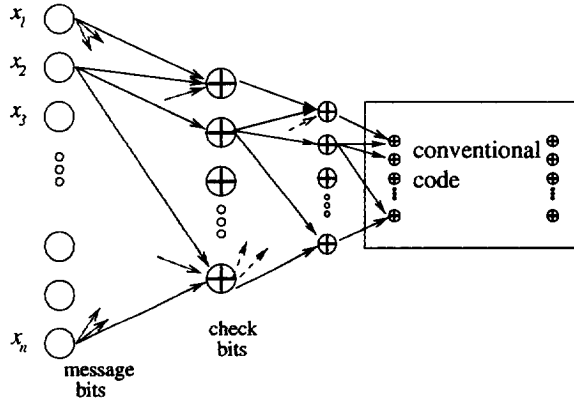 x1
x2
x3
xn
message
bits
check
bits
conventional
code